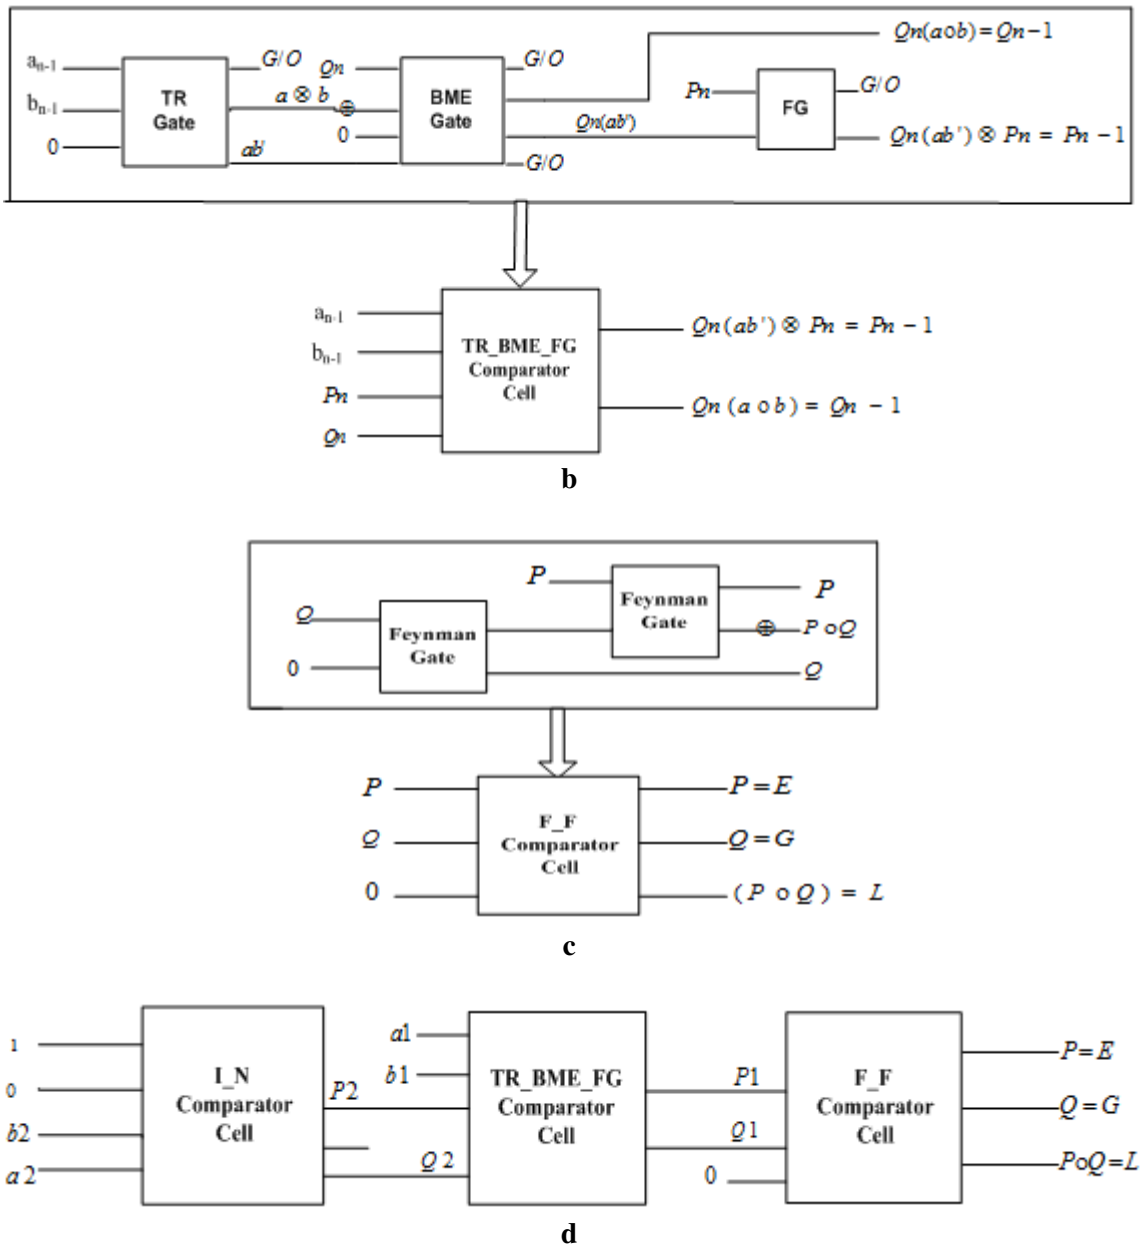 Qn(a∘b)=Qn−1
aₙ₋₁ G/O Qn G/O
TR Gate
BME Gate
Pn FG G/O
bₙ₋₁ a ⊗ b ⊕
0 Qn(ab') Qn(ab') ⊗ Pn = Pn − 1
0 ab' G/O
aₙ₋₁
bₙ₋₁
Pn
Qn
TR_BME_FG
Comparator
Cell
Qn(ab') ⊗ Pn = Pn − 1
Qn (a ∘ b) = Qn − 1
b
P Feynman
Gate P
Q Feynman
Gate ⊕ P∘Q
0 Q
P P=E
Q F_F
Comparator
Cell Q=G
0 (P ∘ Q) = L
c
1
0
b2
a2
I_N
Comparator
Cell
P2
Q2
a1
b1
TR_BME_FG
Comparator
Cell
P1
Q1
0
F_F
Comparator
Cell
P=E
Q=G
P∘Q=L
d